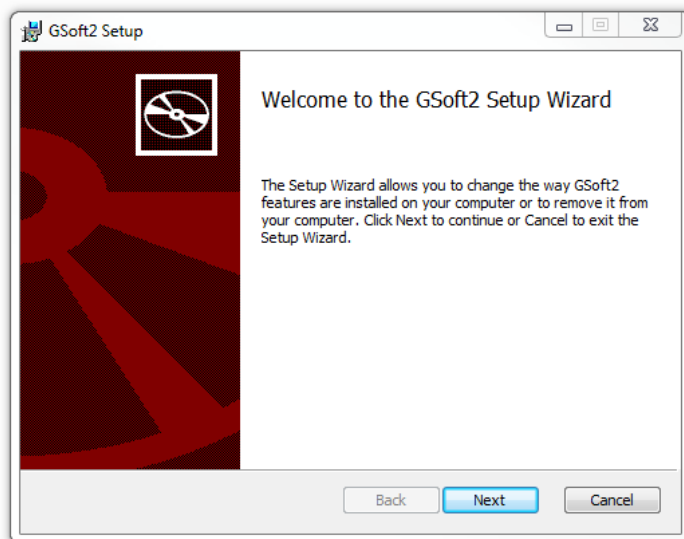 GSoft2 Setup
Welcome to the GSoft2 Setup Wizard
The Setup Wizard allows you to change the way GSoft2
features are installed on your computer or to remove it from
your computer. Click Next to continue or Cancel to exit the
Setup Wizard.
Back Next Cancel